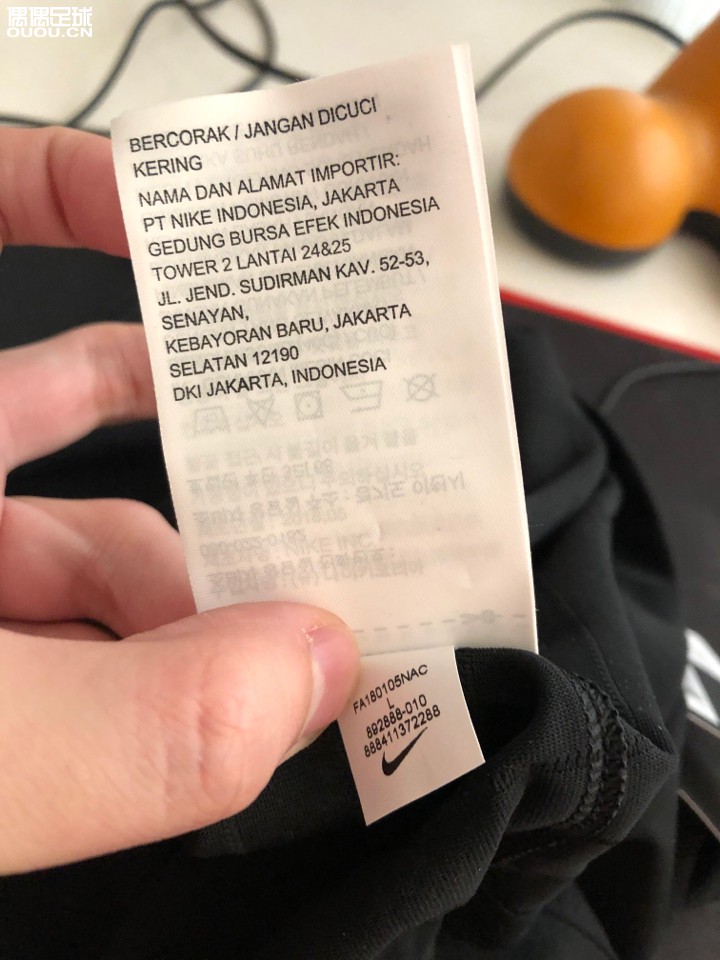 偶偶足球
OUOU.CN
BERCORAK / JANGAN DICUCI
KERING
NAMA DAN ALAMAT IMPORTIR:
PT NIKE INDONESIA, JAKARTA
GEDUNG BURSA EFEK INDONESIA
TOWER 2 LANTAI 24&25
JL. JEND. SUDIRMAN KAV. 52-53,
SENAYAN,
KEBAYORAN BARU, JAKARTA
SELATAN 12190
DKI JAKARTA, INDONESIA
FA180105NAC
L
892888-010
888411372288